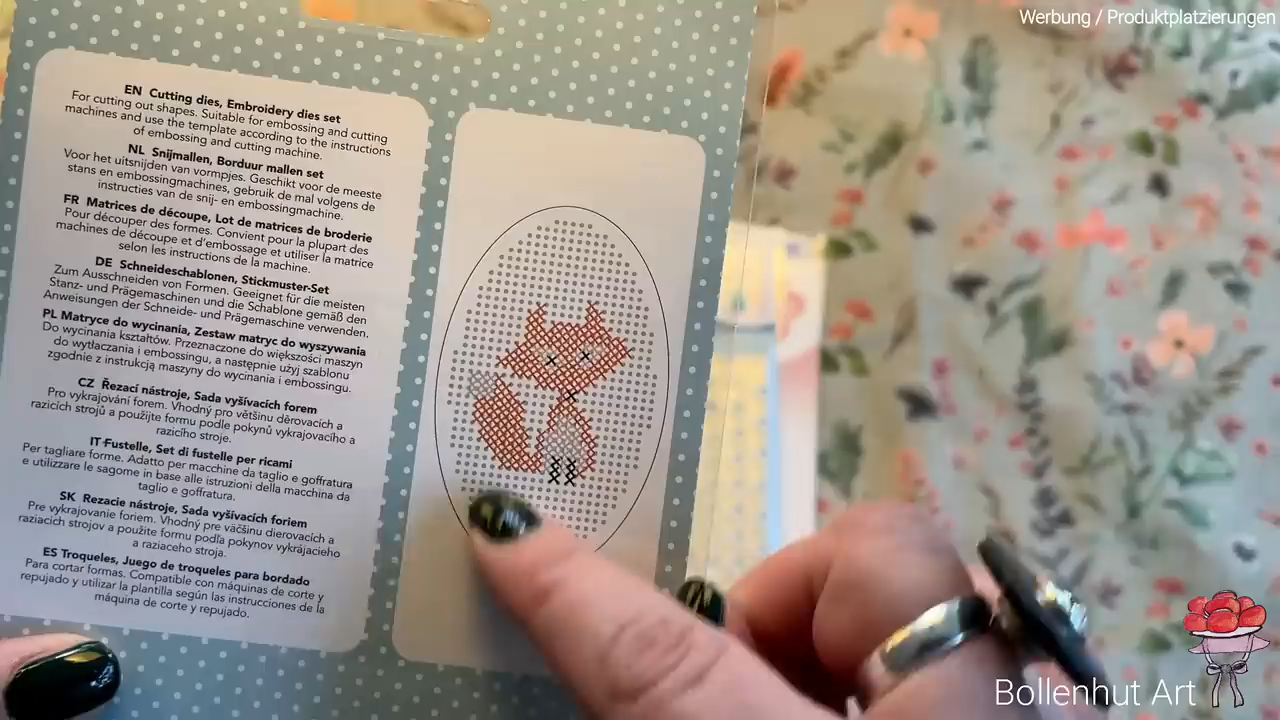 Werbung / Produktplatzierungen
EN Cutting dies, Embroidery dies set
For cutting out shapes. Suitable for embossing and cutting
machines and use the template according to the instructions
of embossing and cutting machine.
NL Snijmallen, Borduur mallen set
Voor het uitsnijden van vormpjes. Geschikt voor de meeste
stans en embossingmachines, gebruik de mal volgens de
instructies van de snij- en embossingmachine.
FR Matrices de découpe, Lot de matrices de broderie
Pour découper des formes. Convient pour la plupart des
machines de découpe et d'embossage et utiliser la matrice
selon les instructions de la machine.
DE Schneideschablonen, Stickmuster-Set
Zum Ausschneiden von Formen. Geeignet für die meisten
Stanz- und Prägemaschinen und die Schablone gemäß den
Anweisungen der Schneide- und Prägemaschine verwenden.
PL Matryce do wycinania, Zestaw matryc do wyszywania
Do wycinania kształtów. Przeznaczone do większości maszyn
do wytłaczania i embossingu, a następnie użyj szablonu
zgodnie z instrukcją maszyny do wycinania i embossingu.
CZ Řezací nástroje, Sada vyšívacích forem
Pro vykrajování forem. Vhodný pro většinu děrovacích a
razicích strojů a použijte formu podle pokynů vykrajovacího a
razicího stroje.
IT Fustelle, Set di fustelle per ricami
Per tagliare forme. Adatto per macchine da taglio e goffratura
e utilizzare le sagome in base alle istruzioni della macchina da
taglio e goffratura.
SK Rezacie nástroje, Sada vyšívacích foriem
Pre vykrajovanie foriem. Vhodný pre väčšinu dierovacích a
raziacich strojov a použite formu podľa pokynov vykrájacieho
a raziaceho stroja.
ES Troqueles, Juego de troqueles para bordado
Para cortar formas. Compatible con máquinas de corte y
repujado y utilizar la plantilla según las instrucciones de la
máquina de corte y repujado.
Bollenhut Art